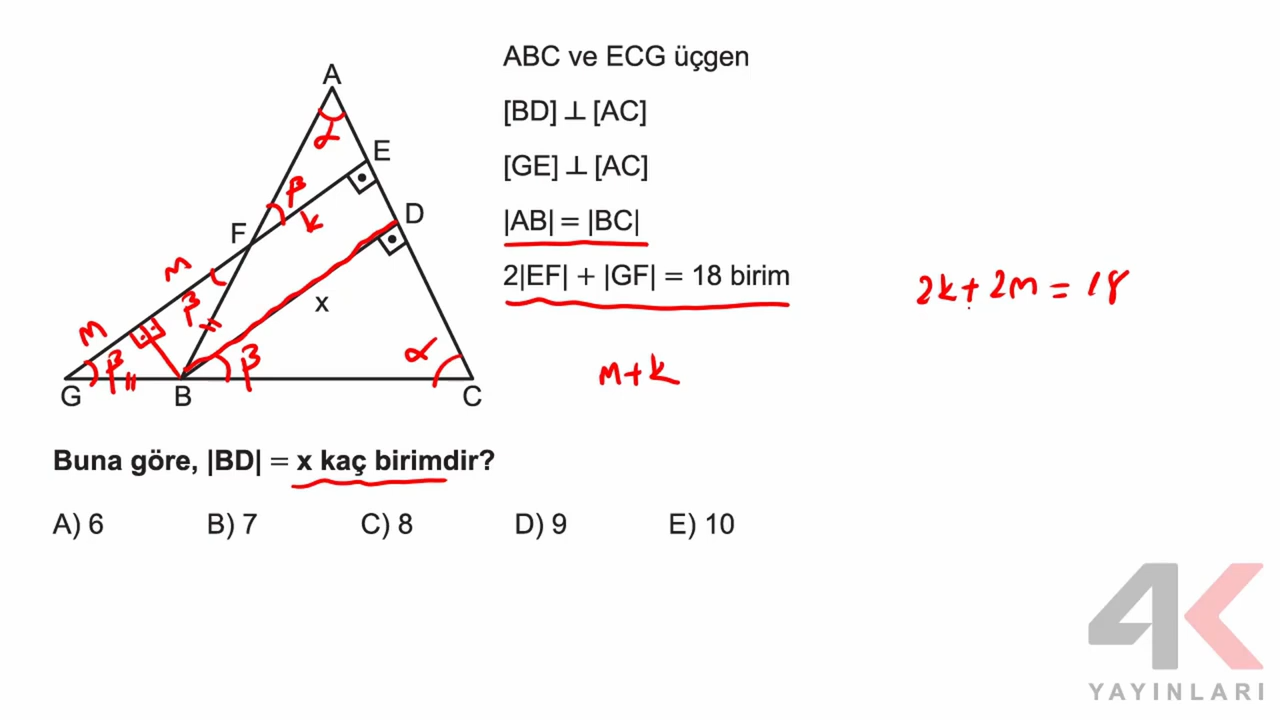 ABC ve ECG üçgen
[BD] ⊥ [AC]
[GE] ⊥ [AC]
|AB| = |BC|
2|EF| + |GF| = 18 birim
2k + 2m = 18
m + k
A
α
E
β
k
D
F
m
β
x
m
β
β
α
G
B
C
Buna göre, |BD| = x kaç birimdir?
A) 6 B) 7 C) 8 D) 9 E) 10
4K
YAYINLARI